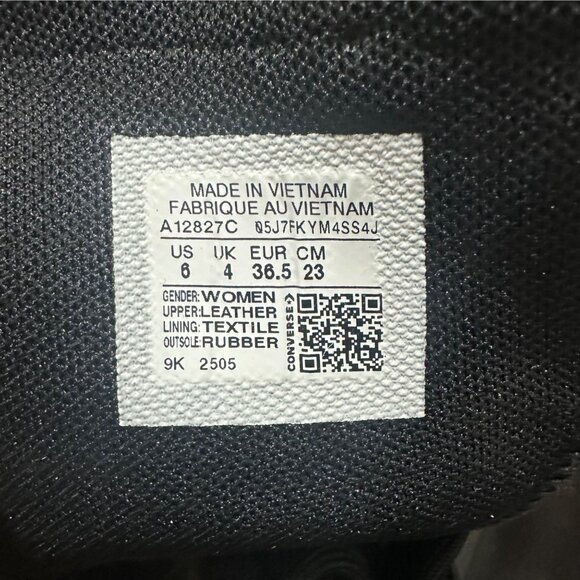 MADE IN VIETNAM
FABRIQUE AU VIETNAM
A12827C 05J7FKYM4SS4J
US UK EUR CM
6 4 36.5 23
GENDER: WOMEN
UPPER: LEATHER
LINING: TEXTILE
OUTSOLE: RUBBER
CONVERSE
9K 2505